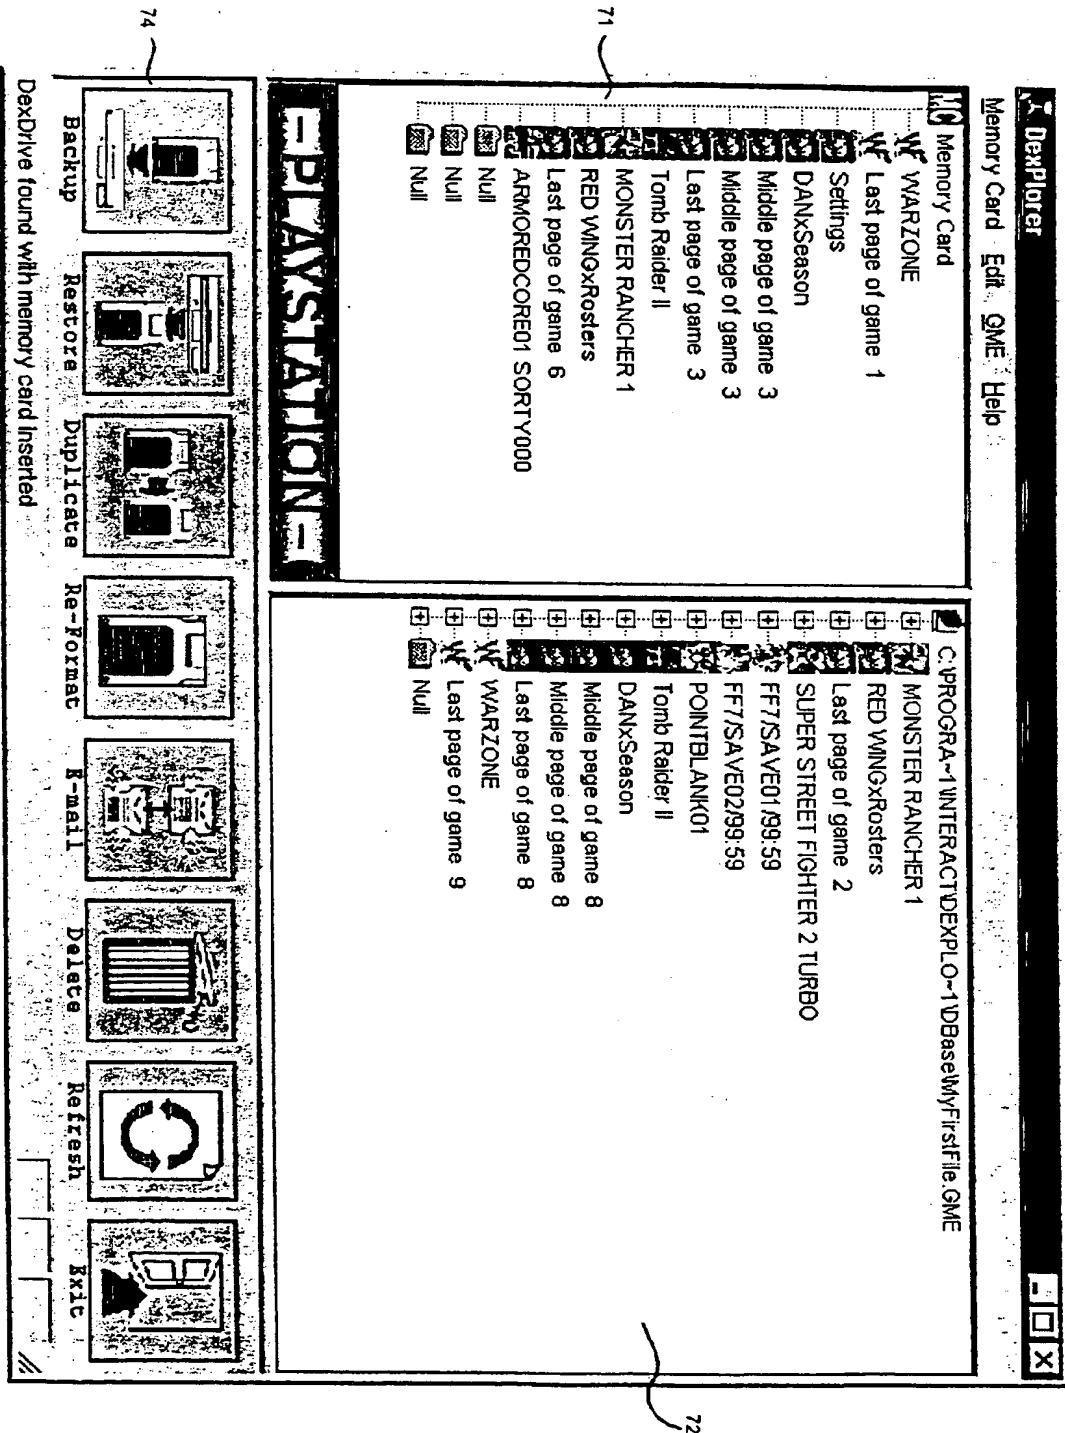 DexPlorer
Memory Card Edit GME Help
MC Memory Card
WARZONE
Last page of game 1
Settings
DANxSeason
Middle page of game 3
Middle page of game 3
Last page of game 3
Tomb Raider II
MONSTER RANCHER 1
RED WINGxRosters
Last page of game 6
ARMOREDCORE01 SORTY000
Null
Null
Null
PLAYSTATION
C:\PROGRA~1\INTERACT\DEXPLO~1\DBase\MyFirstFile.GME
MONSTER RANCHER 1
RED WINGxRosters
Last page of game 2
SUPER STREET FIGHTER 2 TURBO
FF7/SAVE01/99:59
FF7/SAVE02/99:59
POINTBLANK01
Tomb Raider II
DANxSeason
Middle page of game 8
Middle page of game 8
Last page of game 8
WARZONE
Last page of game 9
Null
Backup Restore Duplicate Re-Format E-mail Delete Refresh Exit
DexDrive found with memory card inserted
71
72
74